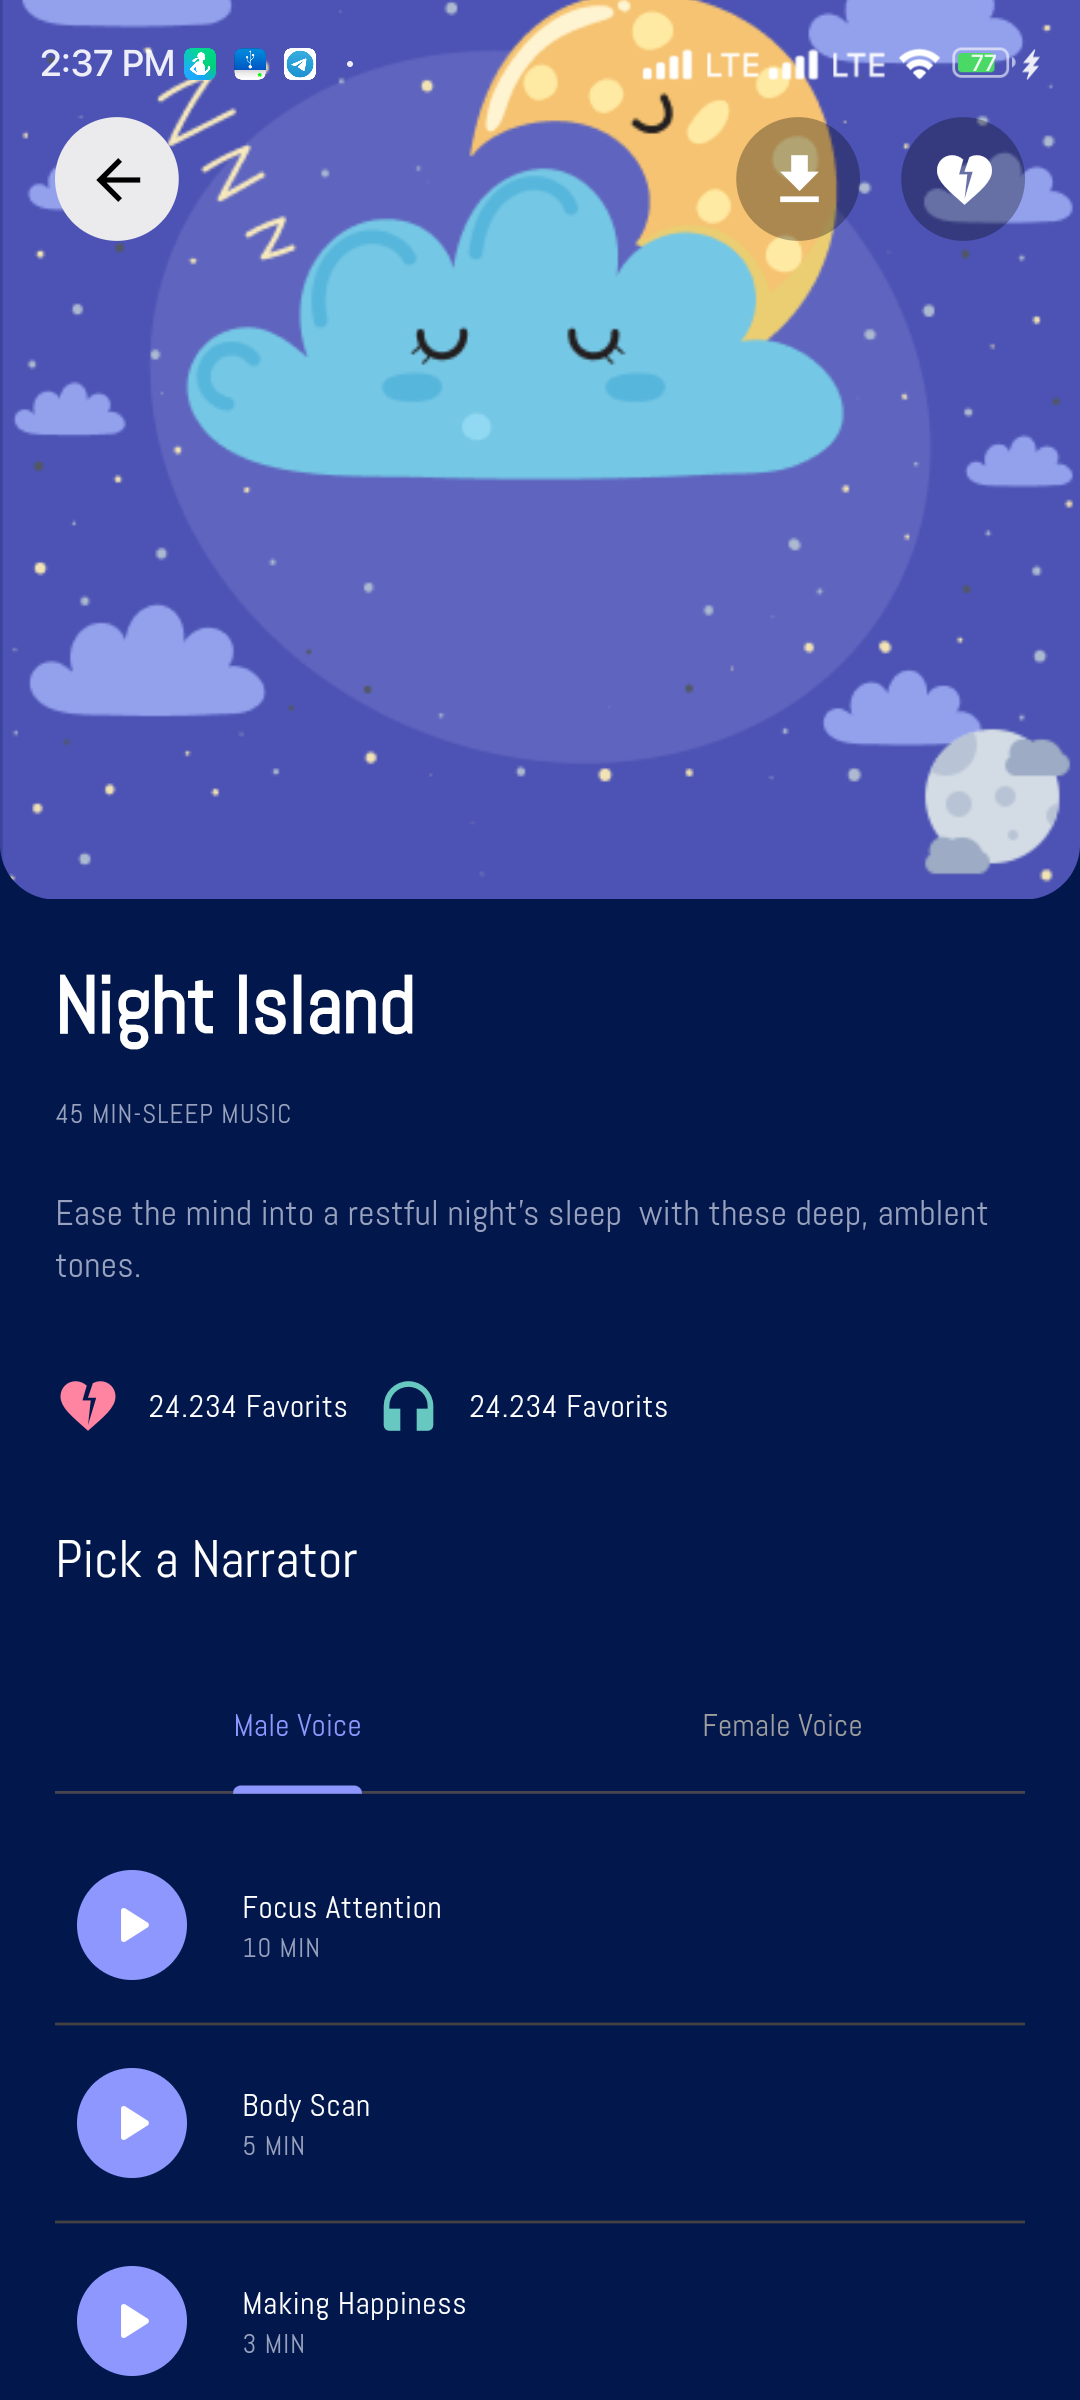 2:37 PM LTE LTE 77
Z
Z
Z
Night Island
45 MIN-SLEEP MUSIC
Ease the mind into a restful night's sleep  with these deep, amblent
tones.
24.234 Favorits 24.234 Favorits
Pick a Narrator
Male Voice Female Voice
Focus Attention
10 MIN
Body Scan
5 MIN
Making Happiness
3 MIN